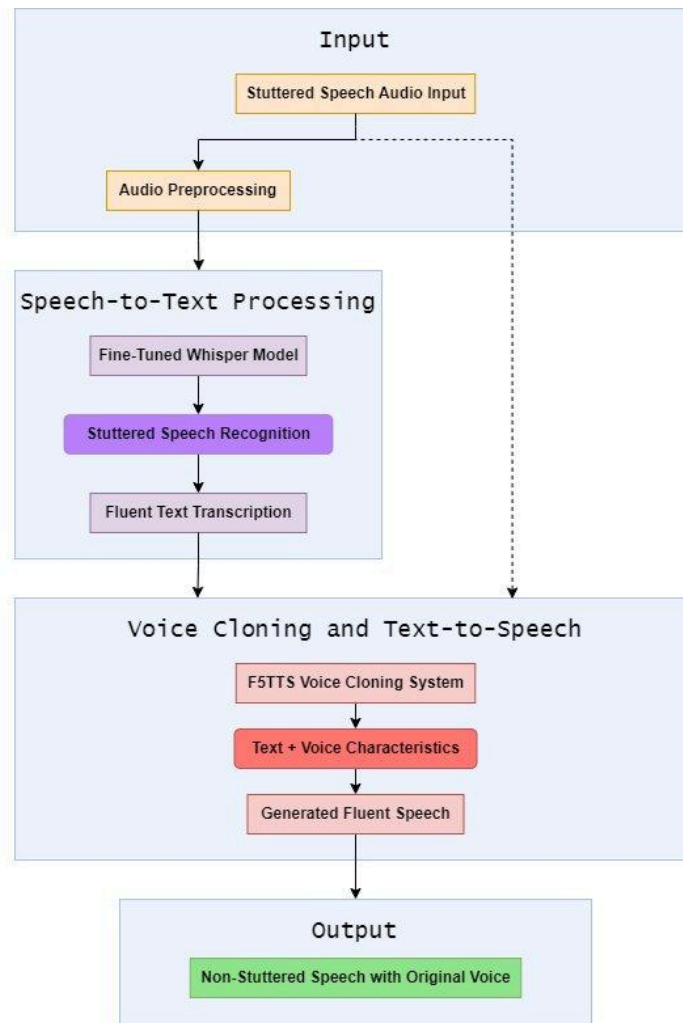 Input
Stuttered Speech Audio Input
Audio Preprocessing
Speech-to-Text Processing
Fine-Tuned Whisper Model
Stuttered Speech Recognition
Fluent Text Transcription
Voice Cloning and Text-to-Speech
F5TTS Voice Cloning System
Text + Voice Characteristics
Generated Fluent Speech
Output
Non-Stuttered Speech with Original Voice